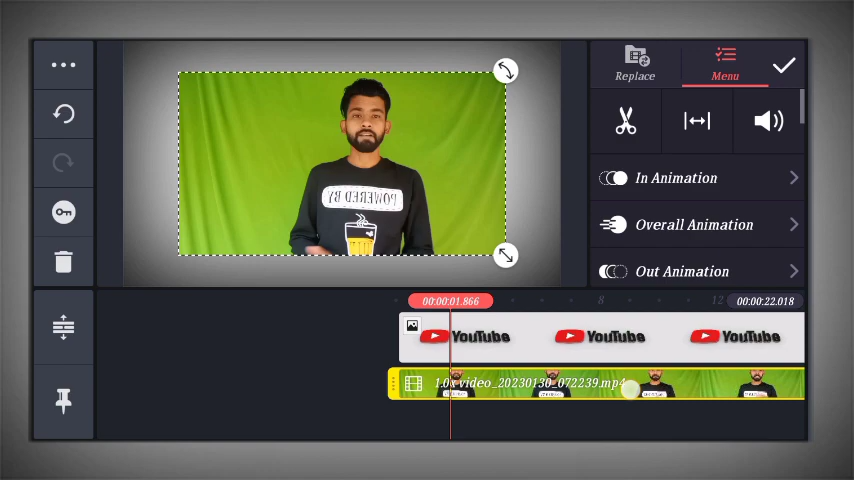 Replace
Menu
POWERED BY
In Animation
Overall Animation
Out Animation
00:00:01.866
8
12
00:00:22.018
YouTube
YouTube
YouTube
1.0x video_20230130_072239.mp4